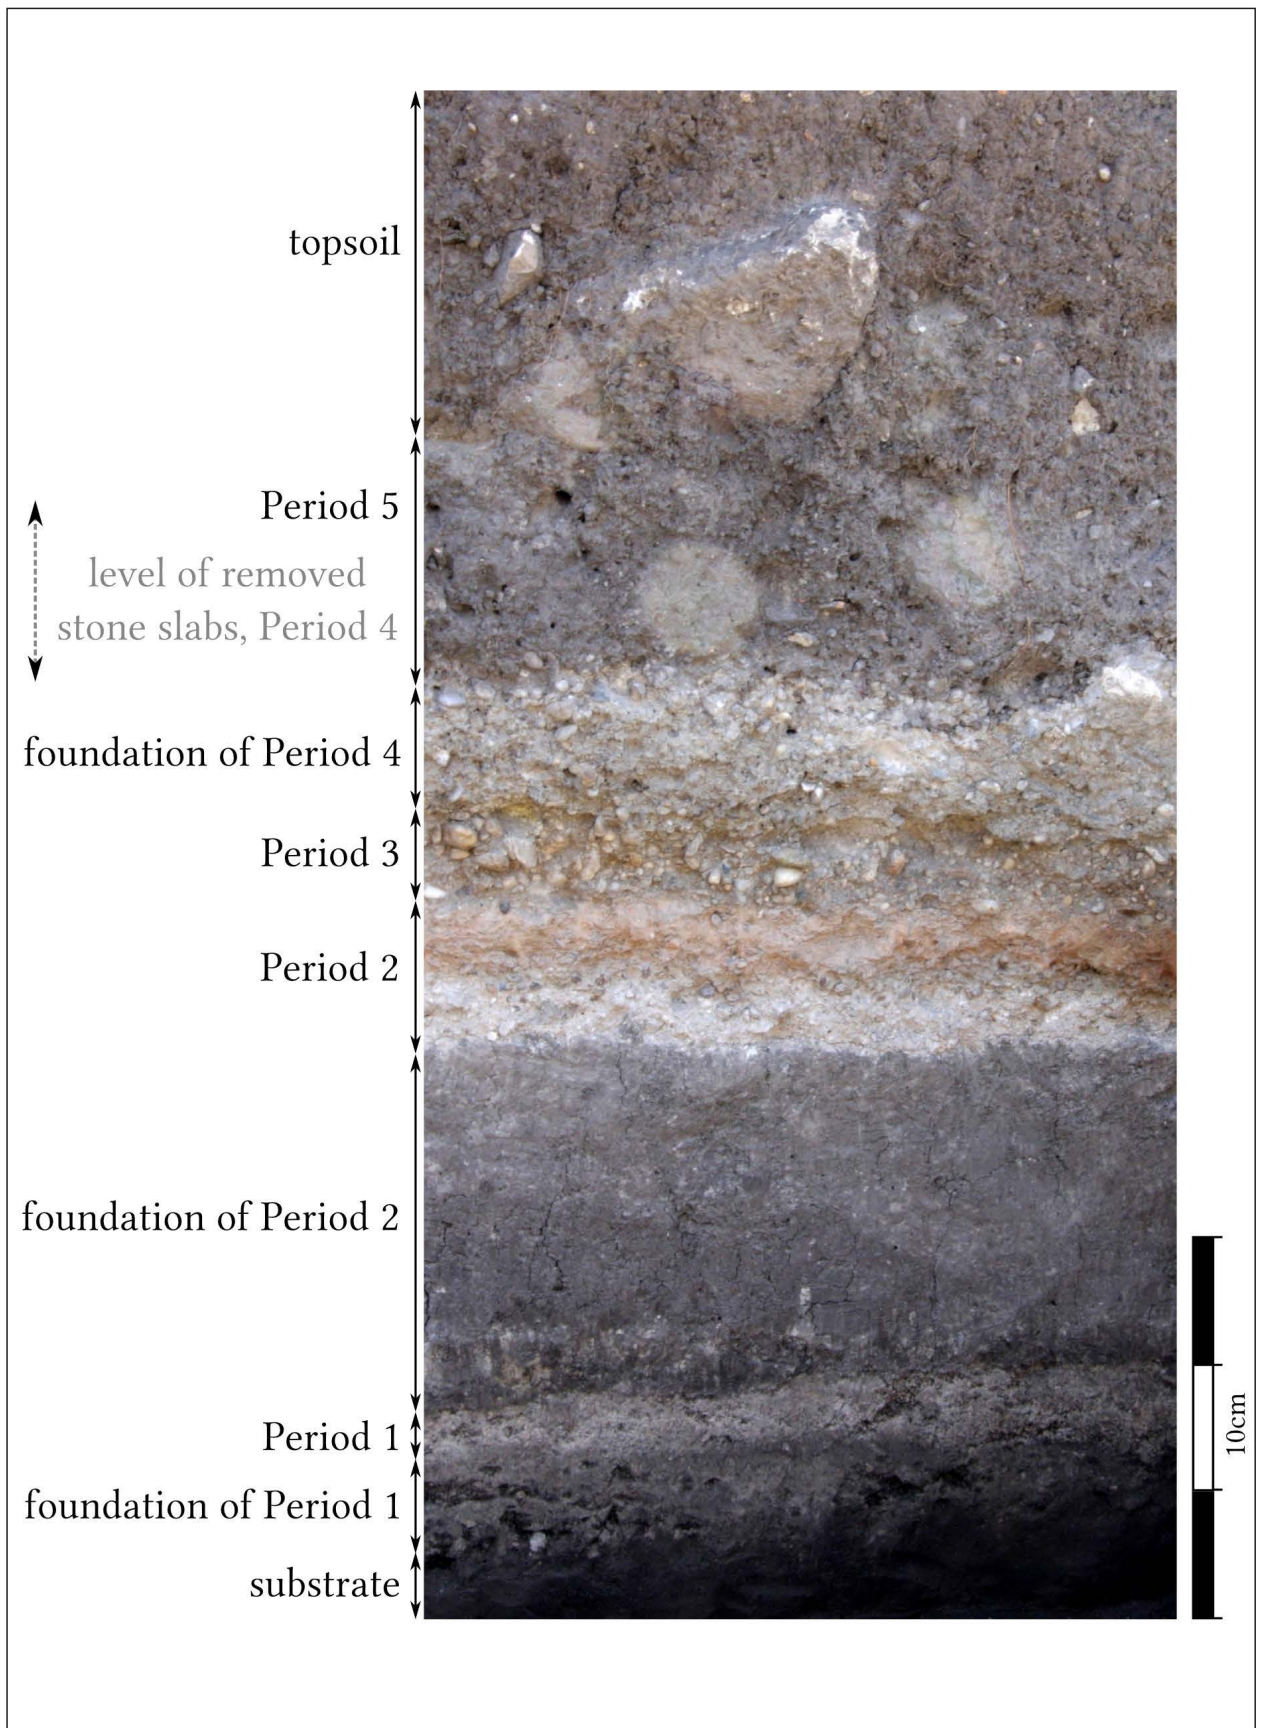 topsoil
Period 5
level of removed
stone slabs, Period 4
foundation of Period 4
Period 3
Period 2
foundation of Period 2
Period 1
foundation of Period 1
substrate
10cm